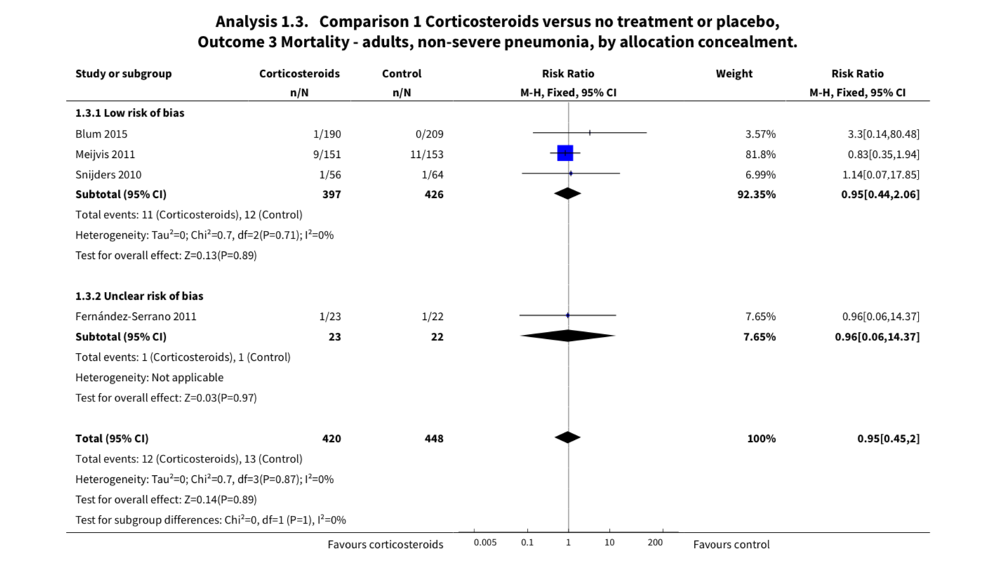 Analysis 1.3. Comparison 1 Corticosteroids versus no treatment or placebo,
Outcome 3 Mortality - adults, non-severe pneumonia, by allocation concealment.
Study or subgroup Corticosteroids Control Risk Ratio Weight Risk Ratio
n/N n/N M-H, Fixed, 95% CI M-H, Fixed, 95% CI
1.3.1 Low risk of bias
Blum 2015 1/190 0/209 3.57% 3.3[0.14,80.48]
Meijvis 2011 9/151 11/153 81.8% 0.83[0.35,1.94]
Snijders 2010 1/56 1/64 6.99% 1.14[0.07,17.85]
Subtotal (95% CI) 397 426 92.35% 0.95[0.44,2.06]
Total events: 11 (Corticosteroids), 12 (Control)
Heterogeneity: Tau²=0; Chi²=0.7, df=2(P=0.71); I²=0%
Test for overall effect: Z=0.13(P=0.89)
1.3.2 Unclear risk of bias
Fernández-Serrano 2011 1/23 1/22 7.65% 0.96[0.06,14.37]
Subtotal (95% CI) 23 22 7.65% 0.96[0.06,14.37]
Total events: 1 (Corticosteroids), 1 (Control)
Heterogeneity: Not applicable
Test for overall effect: Z=0.03(P=0.97)
Total (95% CI) 420 448 100% 0.95[0.45,2]
Total events: 12 (Corticosteroids), 13 (Control)
Heterogeneity: Tau²=0; Chi²=0.7, df=3(P=0.87); I²=0%
Test for overall effect: Z=0.14(P=0.89)
Test for subgroup differences: Chi²=0, df=1 (P=1), I²=0%
Favours corticosteroids 0.005 0.1 1 10 200 Favours control